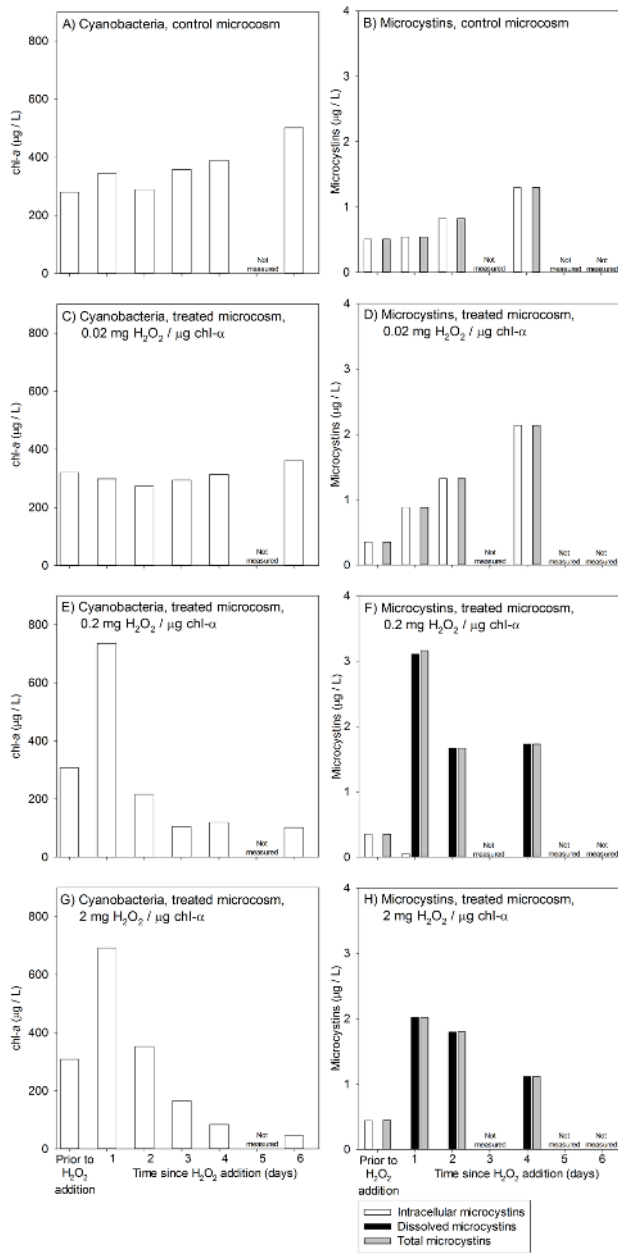 A) Cyanobacteria, control microcosm
800
600
400
200
0
chl-a (µg / L)
Not
measured
B) Microcystins, control microcosm
4
3
2
1
0
Microcystins (µg / L)
Not
measured
Not
measured
Not
measured
C) Cyanobacteria, treated microcosm,
0.02 mg H₂O₂ / µg chl-α
800
600
400
200
0
chl-a (µg / L)
Not
measured
D) Microcystins, treated microcosm,
0.02 mg H₂O₂ / µg chl-α
4
3
2
1
0
Microcystins (µg / L)
Not
measured
Not
measured
Not
measured
E) Cyanobacteria, treated microcosm,
0.2 mg H₂O₂ / µg chl-α
800
600
400
200
0
chl-a (µg / L)
Not
measured
F) Microcystins, treated microcosm,
0.2 mg H₂O₂ / µg chl-α
4
3
2
1
0
Microcystins (µg / L)
Not
measured
Not
measured
Not
measured
G) Cyanobacteria, treated microcosm,
2 mg H₂O₂ / µg chl-α
800
600
400
200
0
chl-a (µg / L)
Not
measured
Prior to
H₂O₂
addition
1 2 3 4 5 6
Time since H₂O₂ addition (days)
H) Microcystins, treated microcosm,
2 mg H₂O₂ / µg chl-α
4
3
2
1
0
Microcystins (µg / L)
Not
measured
Not
measured
Not
measured
Prior to
H₂O₂
addition
1 2 3 4 5 6
Time since H₂O₂ addition (days)
Intracellular microcystins
Dissolved microcystins
Total microcystins